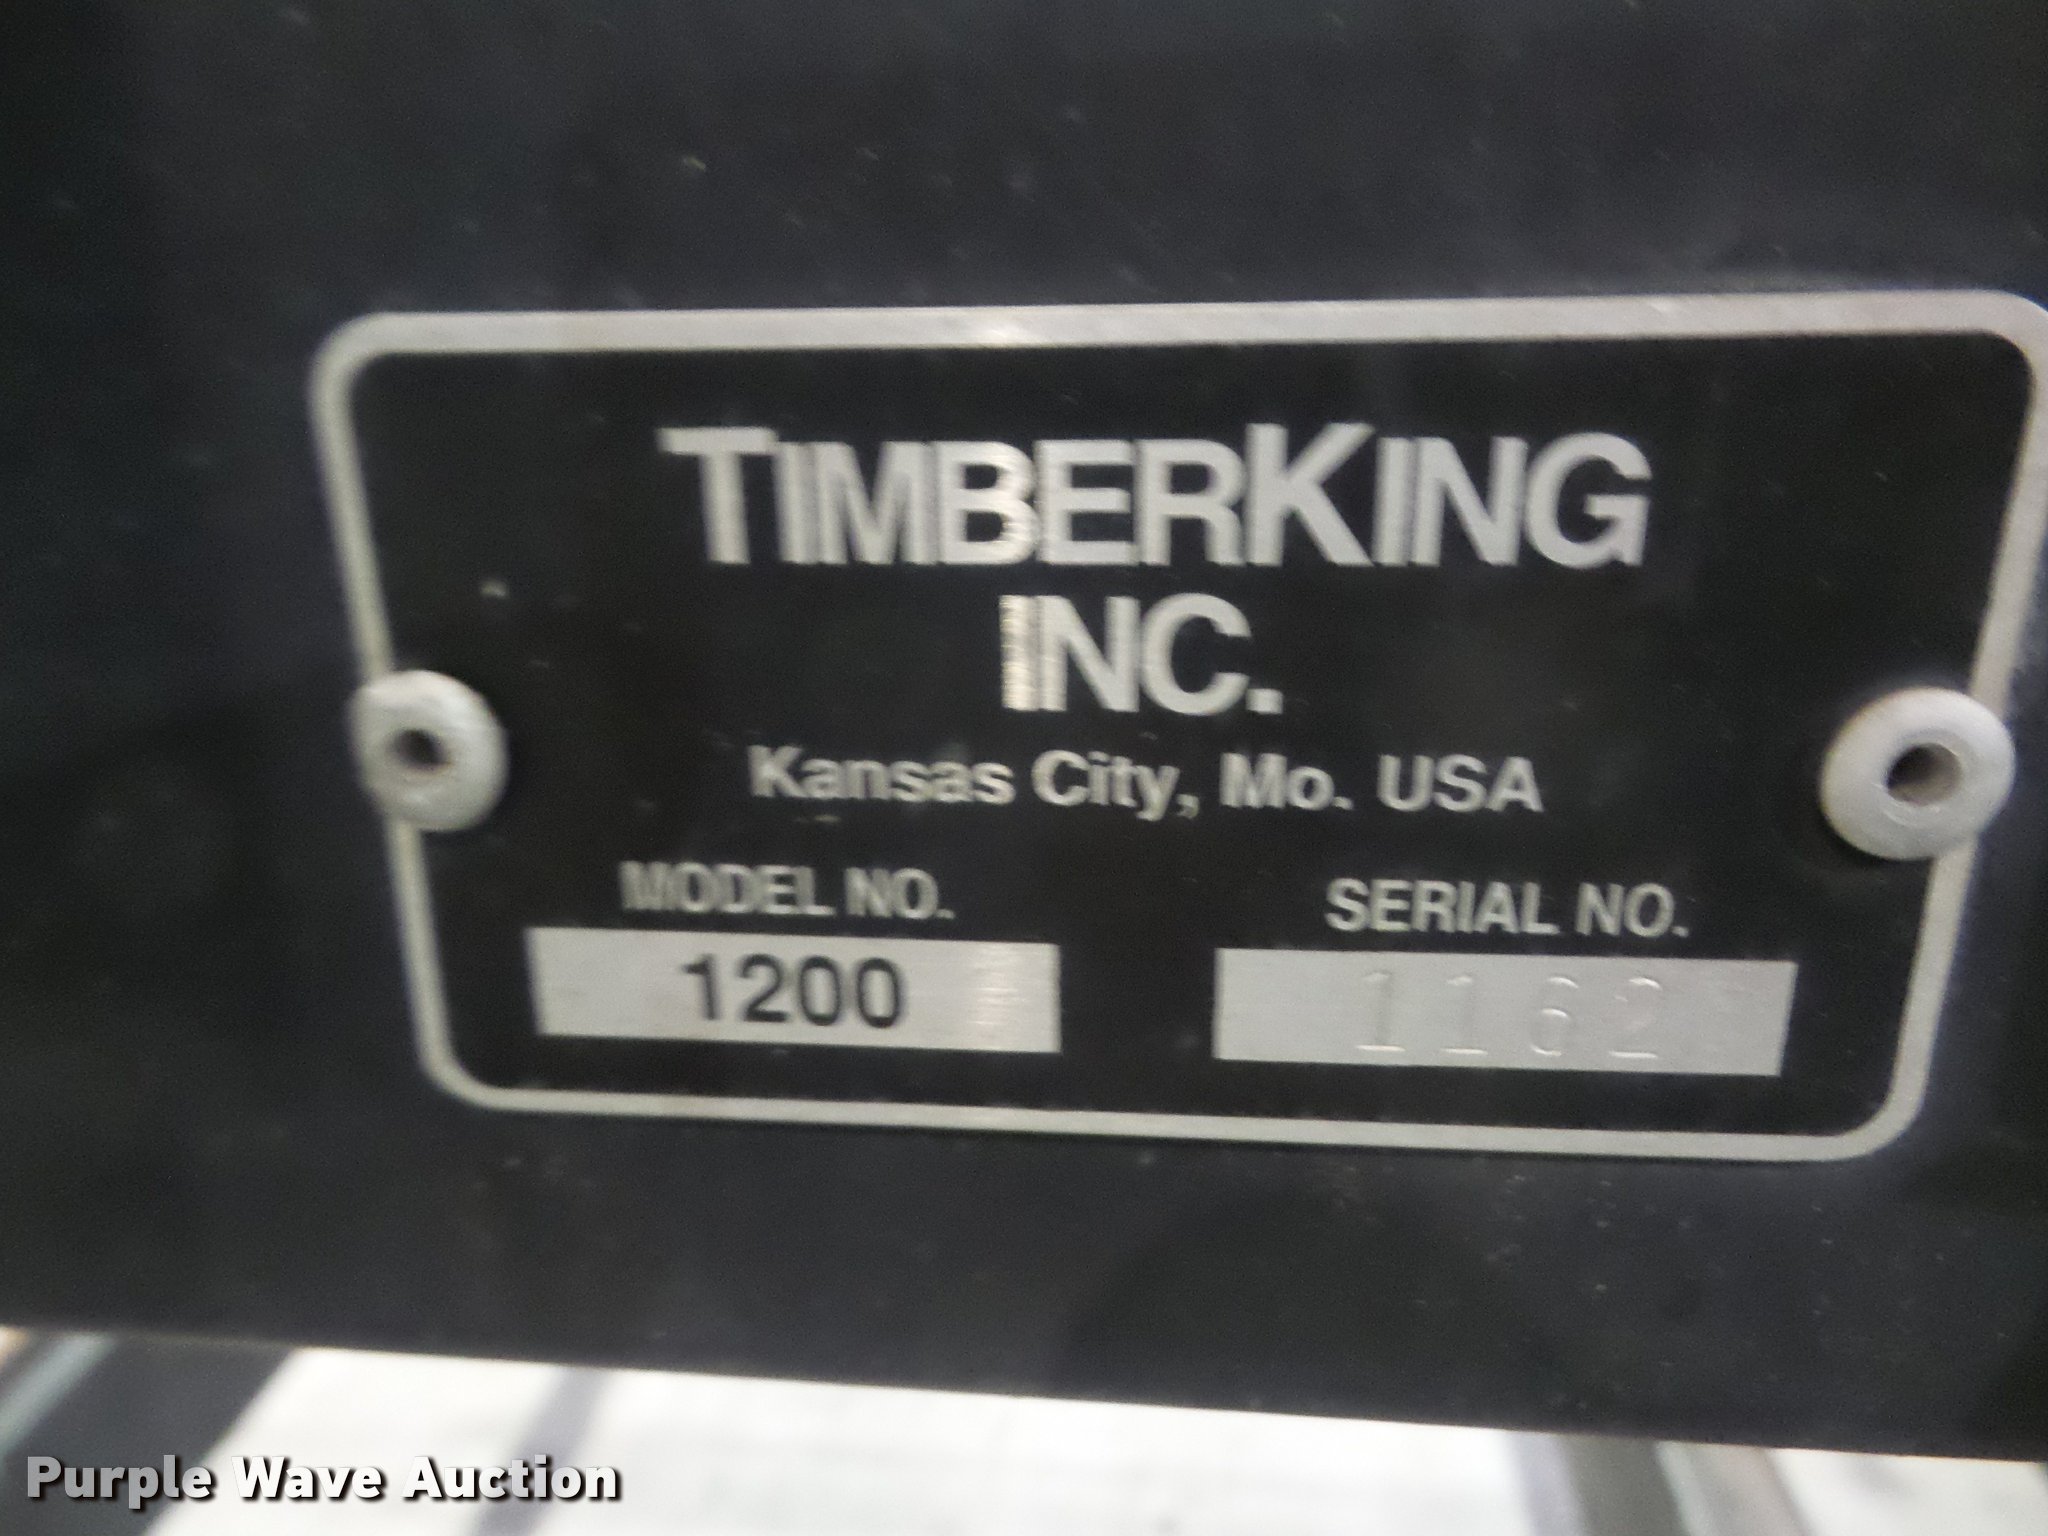 TIMBERKING
INC.
Kansas City, Mo. USA
MODEL NO.
SERIAL NO.
1200
1162
Purple Wave Auction